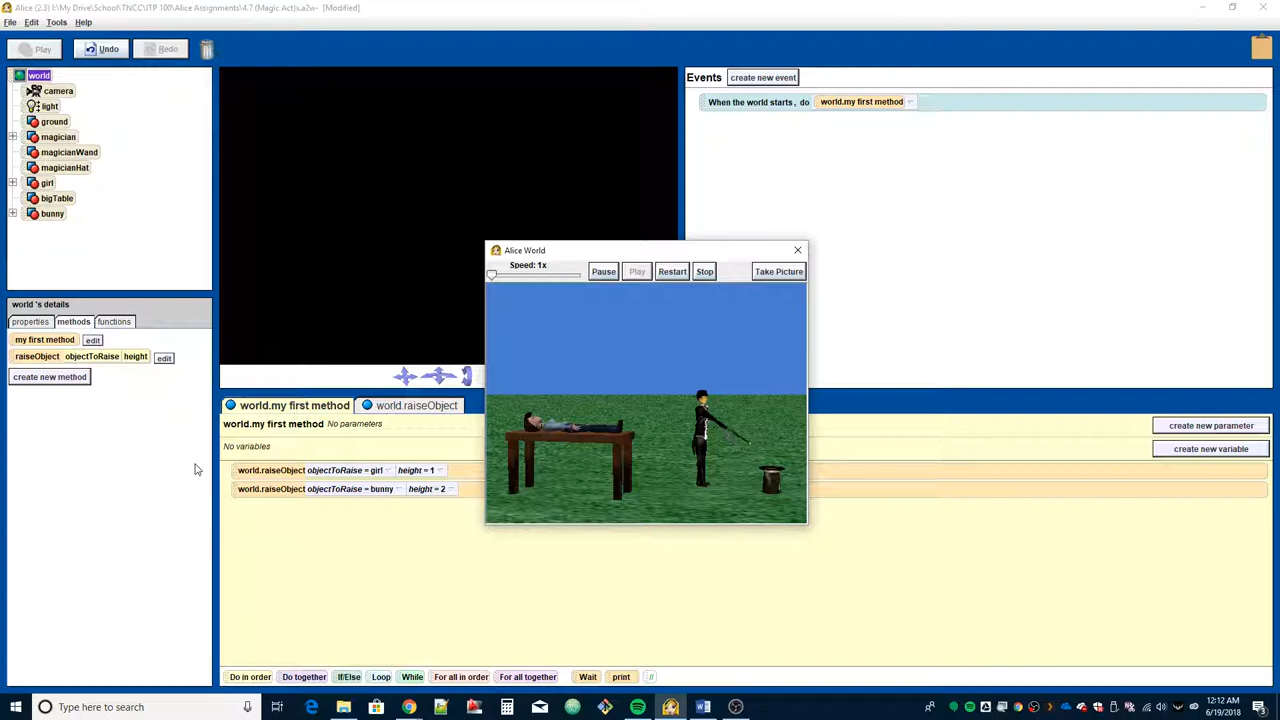 Alice (2.3) I:\My Drive\School\TNCC\ITP 100\Alice Assignments\4.7 (Magic Act)s.a2w- [Modified]
File Edit Tools Help
Play Undo Redo
world
camera
light
ground
magician
magicianWand
magicianHat
girl
bigTable
bunny
Events create new event
When the world starts, do world.my first method
Alice World
Speed: 1x Pause Play Restart Stop Take Picture
world 's details
properties methods functions
my first method edit
raiseObject objectToRaise height edit
create new method
world.my first method world.raiseObject
world.my first method No parameters create new parameter
No variables create new variable
world.raiseObject objectToRaise = girl height = 1
world.raiseObject objectToRaise = bunny height = 2
Do in order Do together If/Else Loop While For all in order For all together Wait print //
Type here to search
12:12 AM
6/19/2018